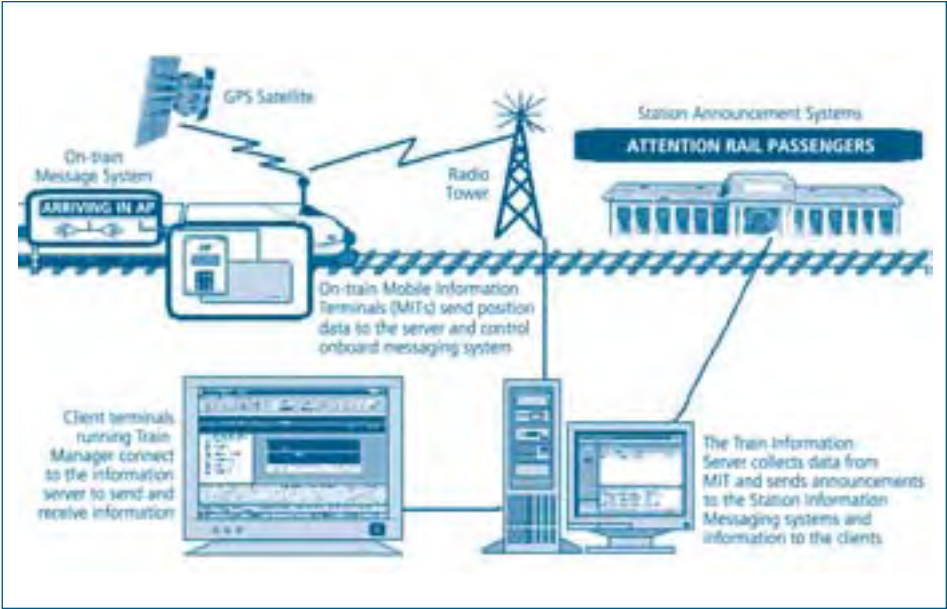 GPS Satellite
Station Announcement Systems
ATTENTION RAIL PASSENGERS
On-train
Message System
Radio
Tower
ARRIVING IN AP
On-train Mobile Information
Terminals (MITs) send position
data to the server and control
onboard messaging system
Client terminals
running Train
Manager connect
to the information
server to send and
receive information
The Train Information
Server collects data from
MIT and sends announcements
to the Station Information
Messaging systems and
information to the clients